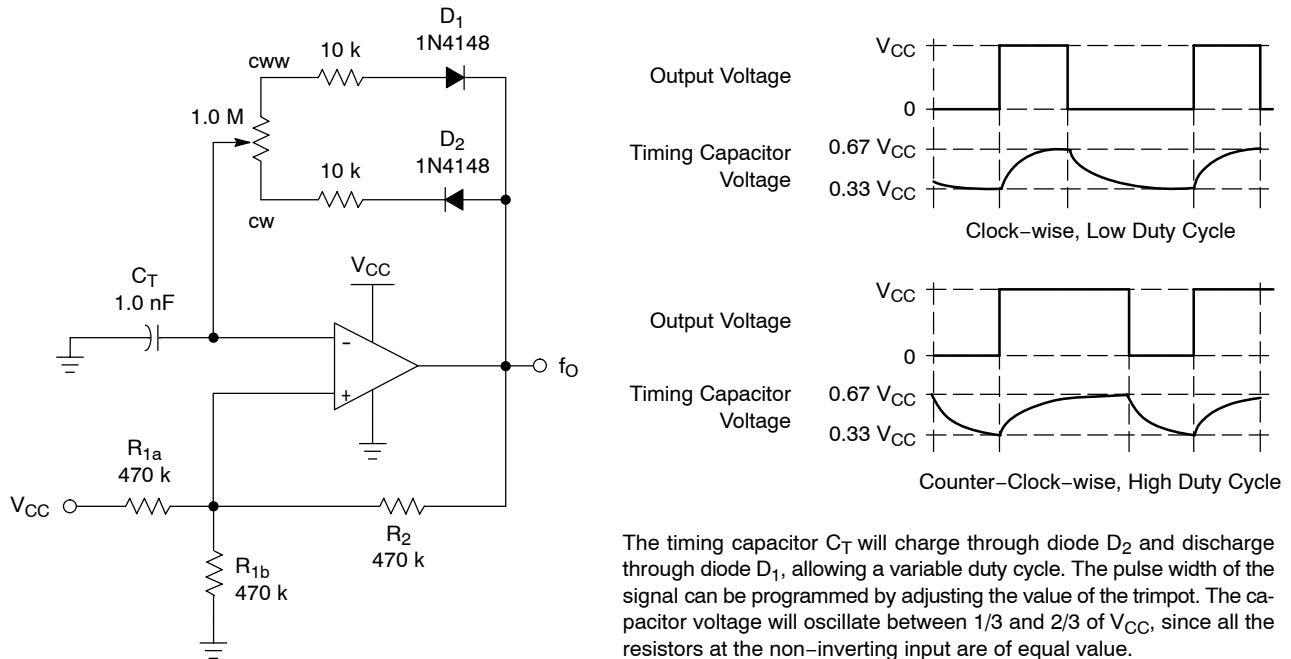 D1
1N4148
10 k
cww
1.0 M
D2
1N4148
10 k
cw
CT
1.0 nF
VCC
-
+
fO
R1a
470 k
VCC
R2
470 k
R1b
470 k
Output Voltage
VCC
0
Timing Capacitor
Voltage
0.67 VCC
0.33 VCC
Clock−wise, Low Duty Cycle
Output Voltage
VCC
0
Timing Capacitor
Voltage
0.67 VCC
0.33 VCC
Counter−Clock−wise, High Duty Cycle
The timing capacitor CT will charge through diode D2 and discharge
through diode D1, allowing a variable duty cycle. The pulse width of the
signal can be programmed by adjusting the value of the trimpot. The ca-
pacitor voltage will oscillate between 1/3 and 2/3 of VCC, since all the
resistors at the non−inverting input are of equal value.